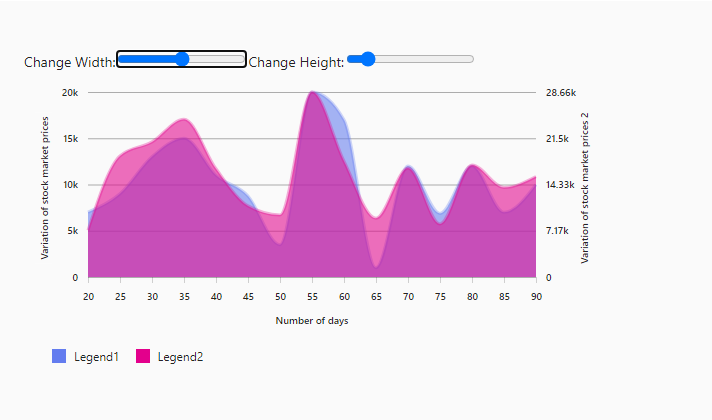 Change Width: Change Height:
20k 28.66k
15k 21.5k
10k 14.33k
5k 7.17k
0 0
Variation of stock market prices
Variation of stock market prices 2
20 25 30 35 40 45 50 55 60 65 70 75 80 85 90
Number of days
Legend1 Legend2